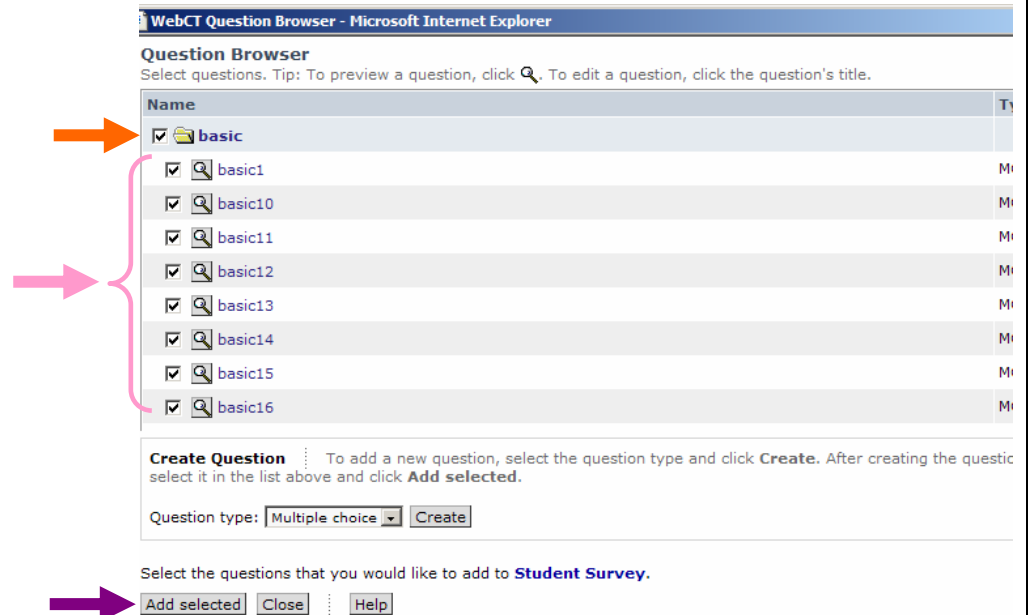 WebCT Question Browser - Microsoft Internet Explorer
Question Browser
Select questions. Tip: To preview a question, click . To edit a question, click the question's title.
Name
basic
basic1
basic10
basic11
basic12
basic13
basic14
basic15
basic16
Create Question To add a new question, select the question type and click Create. After creating the
select it in the list above and click Add selected.
Question type: Multiple choice Create
Select the questions that you would like to add to Student Survey.
Add selected Close Help